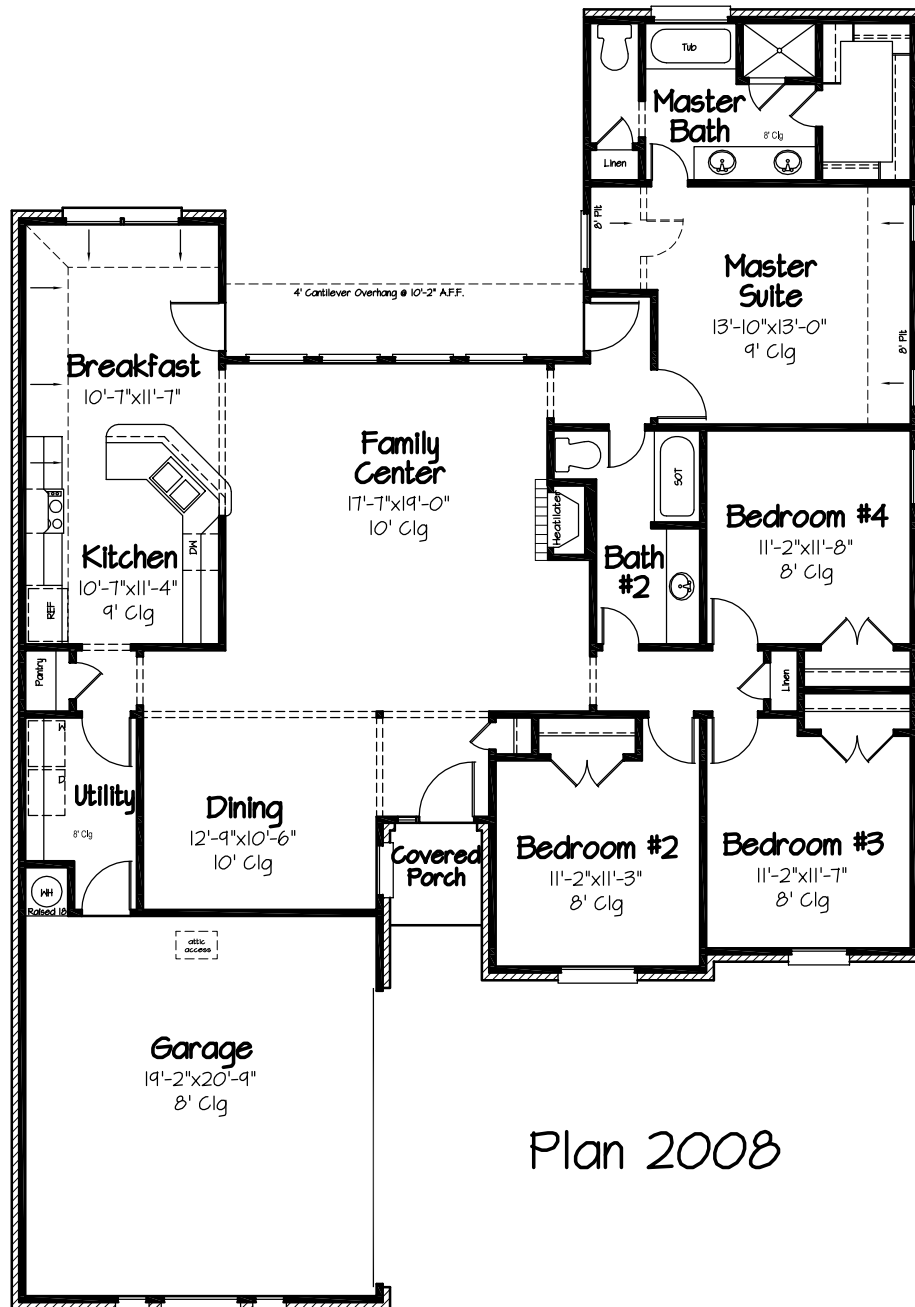 Tub
Master
Bath
8' Clg
Linen
8' Plt
Master
Suite
13'-10"x13'-0"
9' Clg
8' Plt
4' Cantilever Overhang @ 10'-2" A.F.F.
Breakfast
10'-7"x11'-7"
Family
Center
17'-7"x19'-0"
10' Clg
Heatilater
SOT
Bedroom #4
11'-2"x11'-8"
8' Clg
Bath
#2
Kitchen
10'-7"x11'-4"
9' Clg
DW
REF
Pantry
Linen
W
D
Utility
8' Clg
Dining
12'-9"x10'-6"
10' Clg
Covered
Porch
Bedroom #2
11'-2"x11'-3"
8' Clg
Bedroom #3
11'-2"x11'-7"
8' Clg
WH
Raised 18
attic
access
Garage
19'-2"x20'-9"
8' Clg
Plan 2008